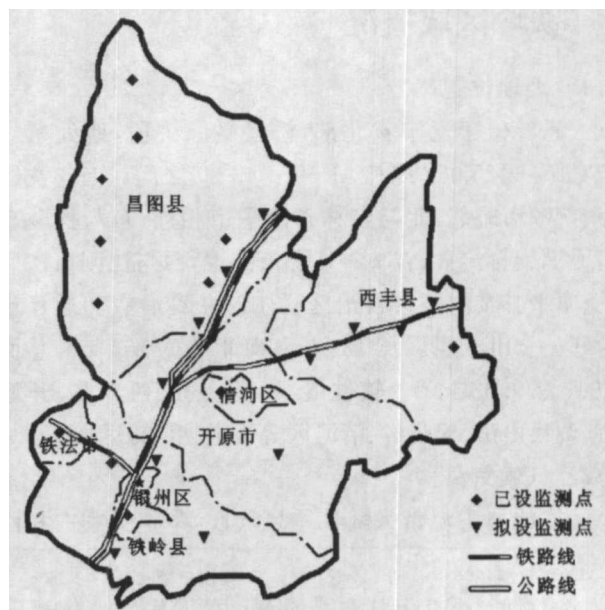 昌图县
西丰县
清河区
铁法市
开原市
银州区
铁岭县
已设监测点
拟设监测点
铁路线
公路线